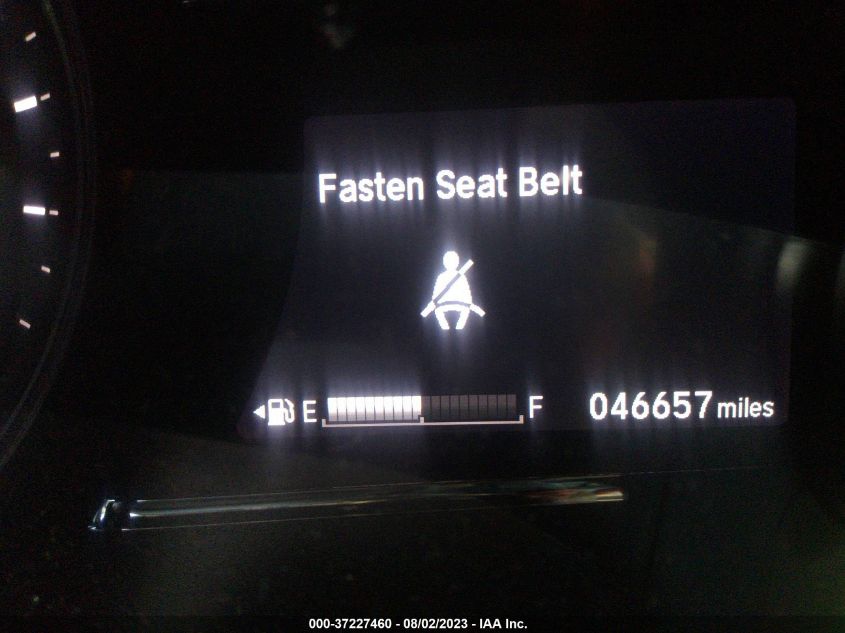 Fasten Seat Belt
E F 046657 miles
000-37227460 - 08/02/2023 - IAA Inc.